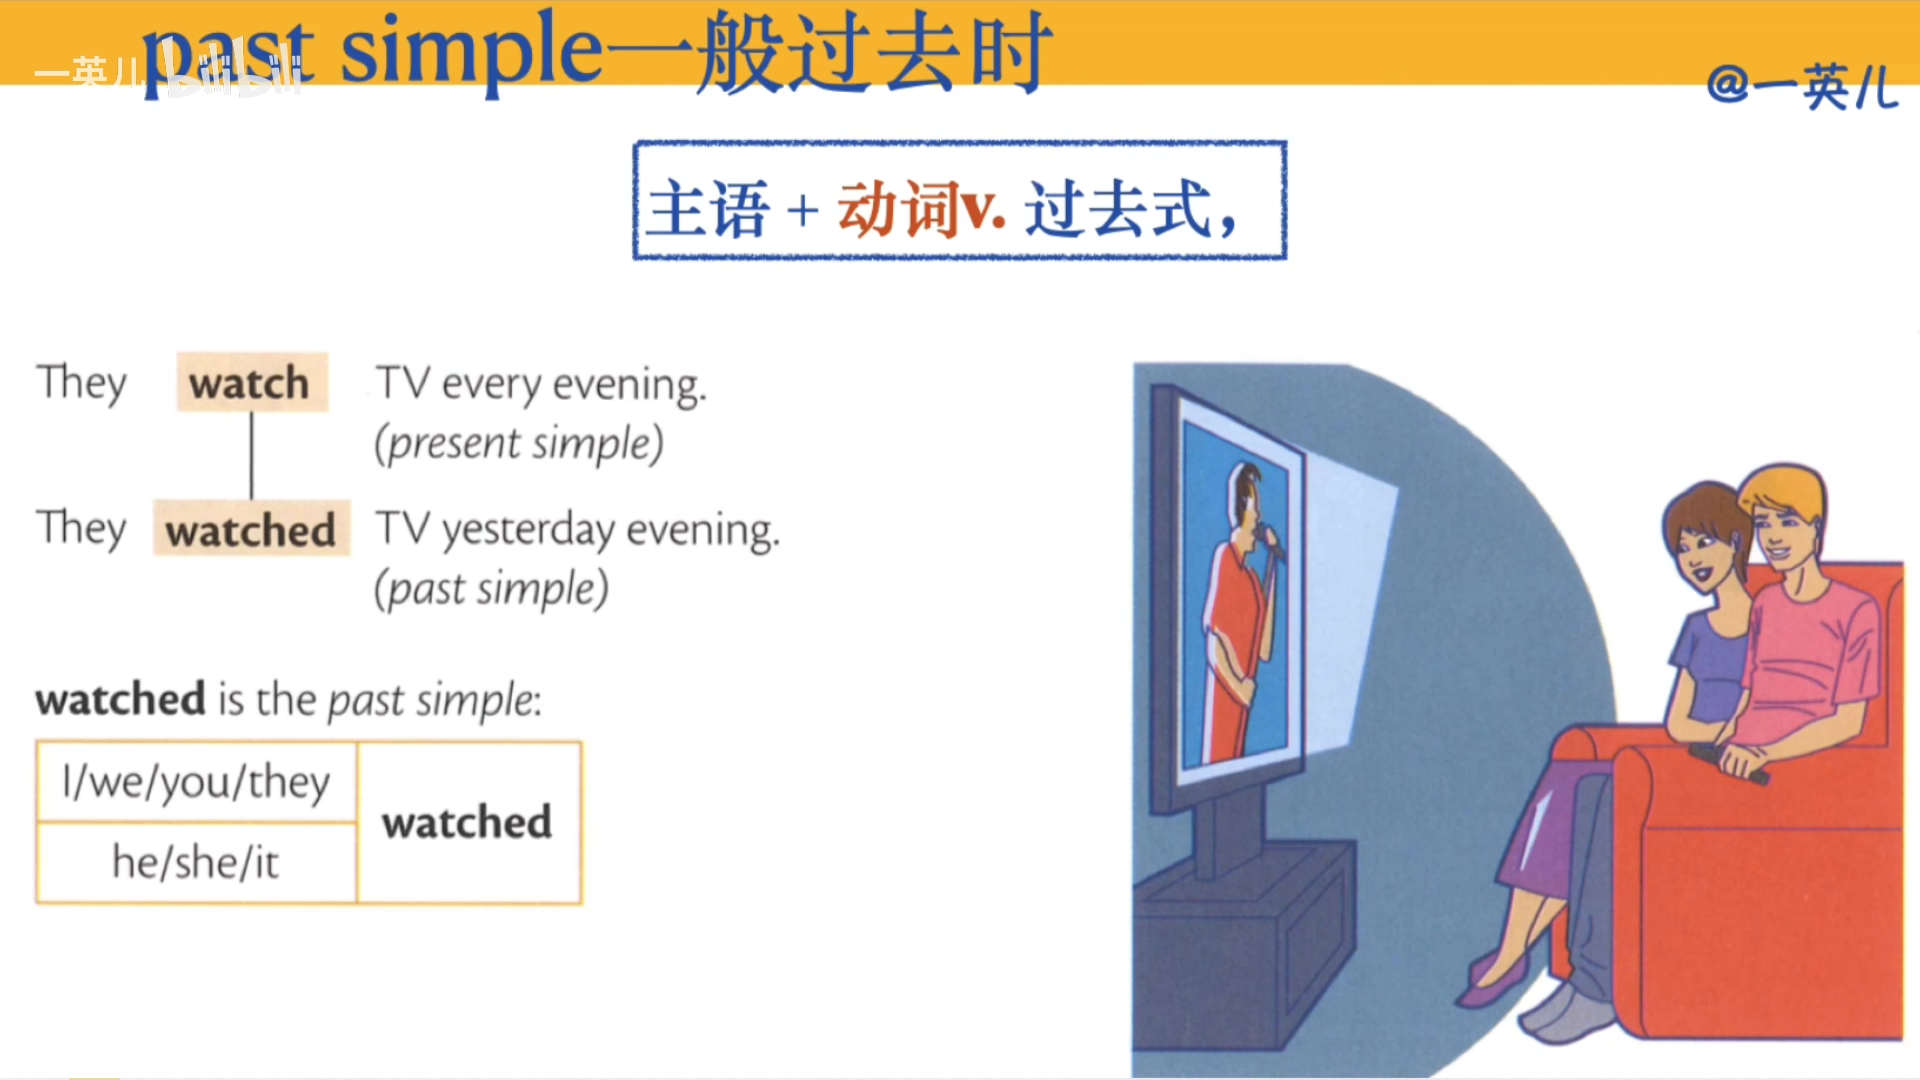 past simple一般过去时
一英儿 bilibili
@一英儿
主语 + 动词v. 过去式，
They watch TV every evening.
(present simple)
They watched TV yesterday evening.
(past simple)
watched is the past simple:
I/we/you/they
watched
he/she/it